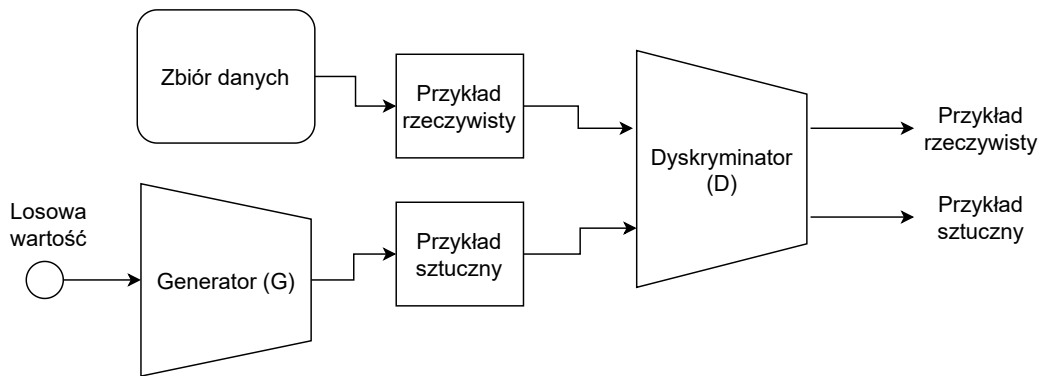 Zbiór danych
Przykład
rzeczywisty
Dyskryminator
(D)
Przykład
rzeczywisty
Losowa
wartość
Generator (G)
Przykład
sztuczny
Przykład
sztuczny